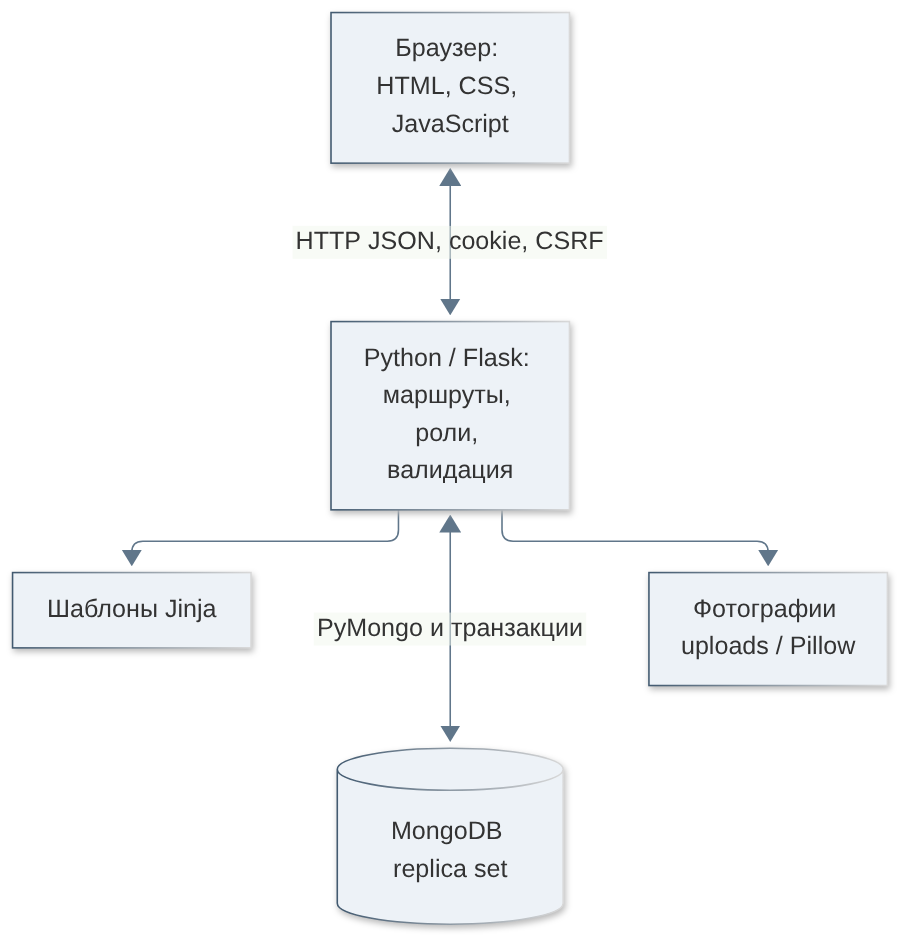 Браузер:
HTML, CSS,
JavaScript
HTTP JSON, cookie, CSRF
Python / Flask:
маршруты,
роли,
валидация
Шаблоны Jinja
PyMongo и транзакции
Фотографии
uploads / Pillow
MongoDB
replica set